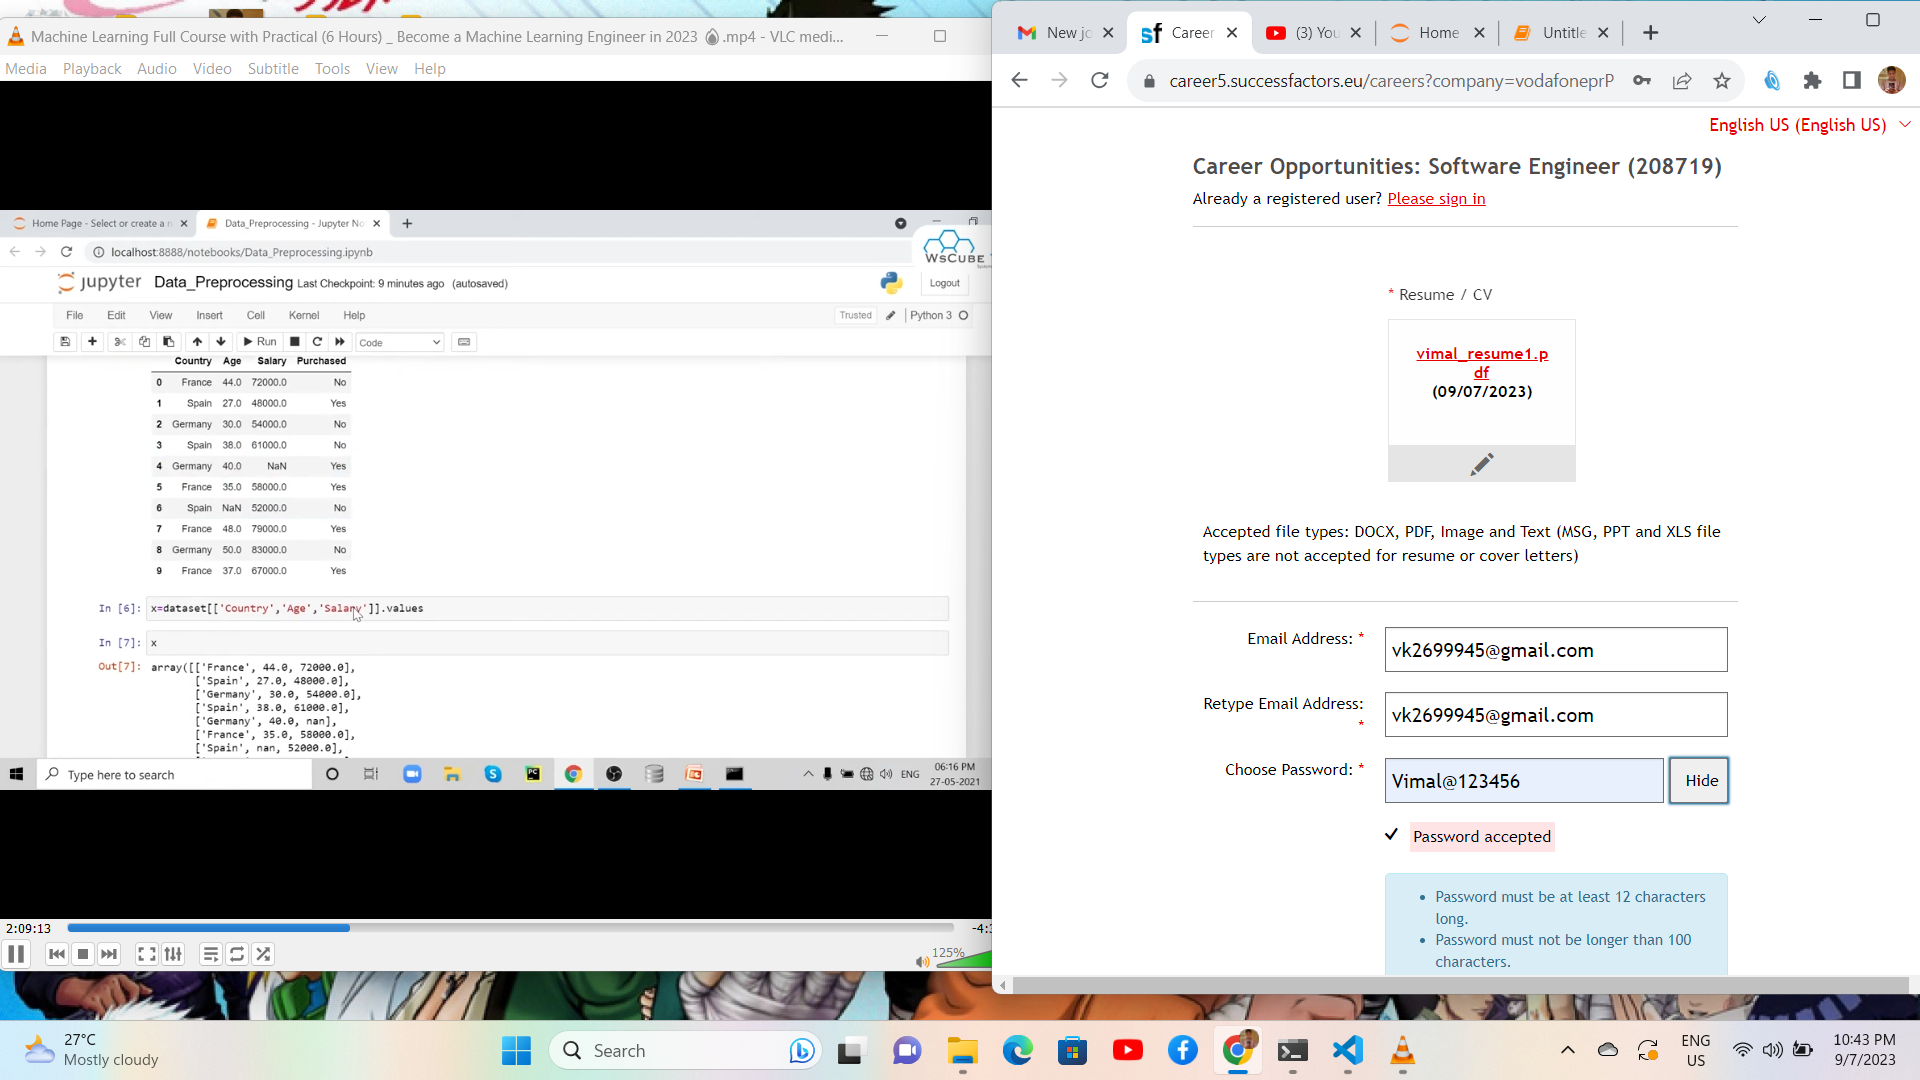 Machine Learning Full Course with Practical (6 Hours) _ Become a Machine Learning Engineer in 2023 .mp4 - VLC medi...
Media Playback Audio Video Subtitle Tools View Help
Home Page - Select or create a n
Data_Preprocessing - Jupyter No
localhost:8888/notebooks/Data_Preprocessing.ipynb
WsCUBE
jupyter Data_Preprocessing Last Checkpoint: 9 minutes ago (autosaved)
Logout
File Edit View Insert Cell Kernel Help
Trusted Python 3
Run Code
Country Age Salary Purchased
0 France 44.0 72000.0 No
1 Spain 27.0 48000.0 Yes
2 Germany 30.0 54000.0 No
3 Spain 38.0 61000.0 No
4 Germany 40.0 NaN Yes
5 France 35.0 58000.0 Yes
6 Spain NaN 52000.0 No
7 France 48.0 79000.0 Yes
8 Germany 50.0 83000.0 No
9 France 37.0 67000.0 Yes
In [6]: x=dataset[['Country','Age','Salary']].values
In [7]: x
Out[7]: array([['France', 44.0, 72000.0],
['Spain', 27.0, 48000.0],
['Germany', 30.0, 54000.0],
['Spain', 38.0, 61000.0],
['Germany', 40.0, nan],
['France', 35.0, 58000.0],
['Spain', nan, 52000.0],
Type here to search
PC
ENG
06:16 PM
27-05-2021
2:09:13
-4:3
125%
New jo
sf Career
(3) You
Home
Untitle
career5.successfactors.eu/careers?company=vodafoneprP
English US (English US)
Career Opportunities: Software Engineer (208719)
Already a registered user? Please sign in
* Resume / CV
vimal_resume1.p
df
(09/07/2023)
Accepted file types: DOCX, PDF, Image and Text (MSG, PPT and XLS file
types are not accepted for resume or cover letters)
Email Address: * vk2699945@gmail.com
Retype Email Address: * vk2699945@gmail.com
Choose Password: * Vimal@123456 Hide
Password accepted
• Password must be at least 12 characters
long.
• Password must not be longer than 100
characters.
27°C
Mostly cloudy
Search
ENG
US
10:43 PM
9/7/2023